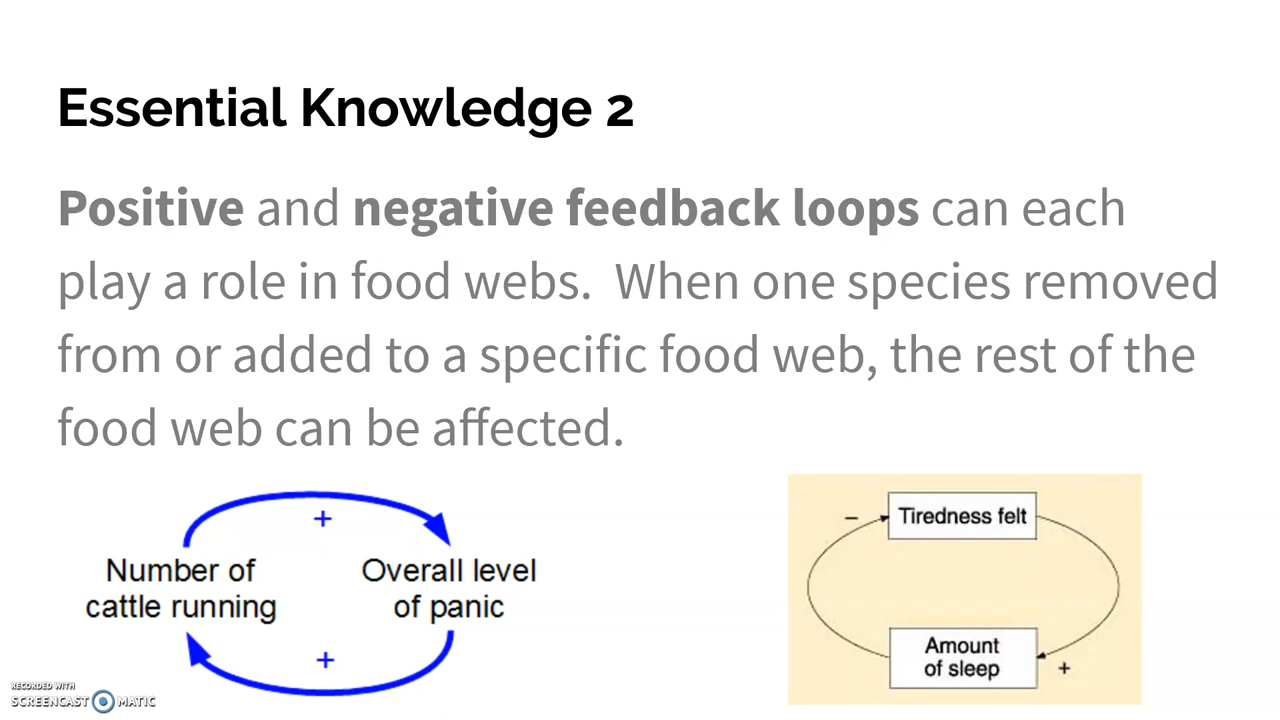 Essential Knowledge 2
Positive and negative feedback loops can each
play a role in food webs.  When one species removed
from or added to a specific food web, the rest of the
food web can be affected.
+
Number of
cattle running
Overall level
of panic
+
–
Tiredness felt
Amount
of sleep
+
RECORDED WITH
SCREENCAST MATIC